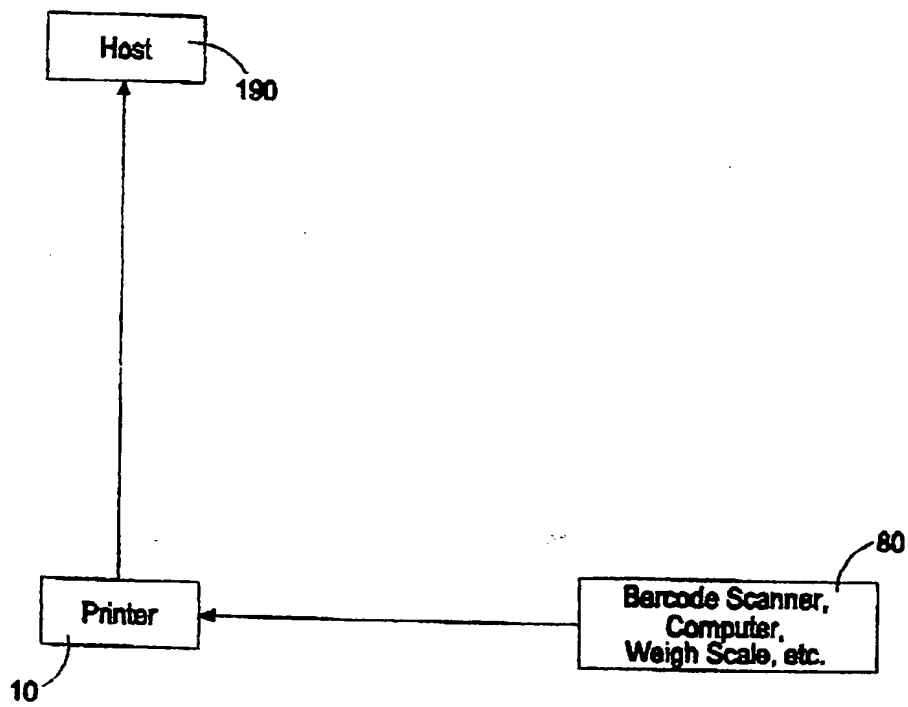 Host
190
80
Barcode Scanner,
Computer,
Weigh Scale, etc.
Printer
10